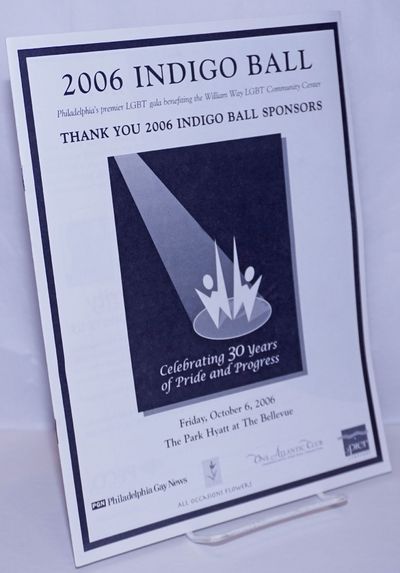 2006 INDIGO BALL
Philadelphia's premier LGBT gala benefiting the William Way LGBT Community Center
THANK YOU 2006 INDIGO BALL SPONSORS
Celebrating 30 Years
of Pride and Progress
Friday, October 6, 2006
The Park Hyatt at The Bellevue
PGN Philadelphia Gay News
ALL OCCASIONS FLOWERS
ONE ATLANTIC CLUB
pier